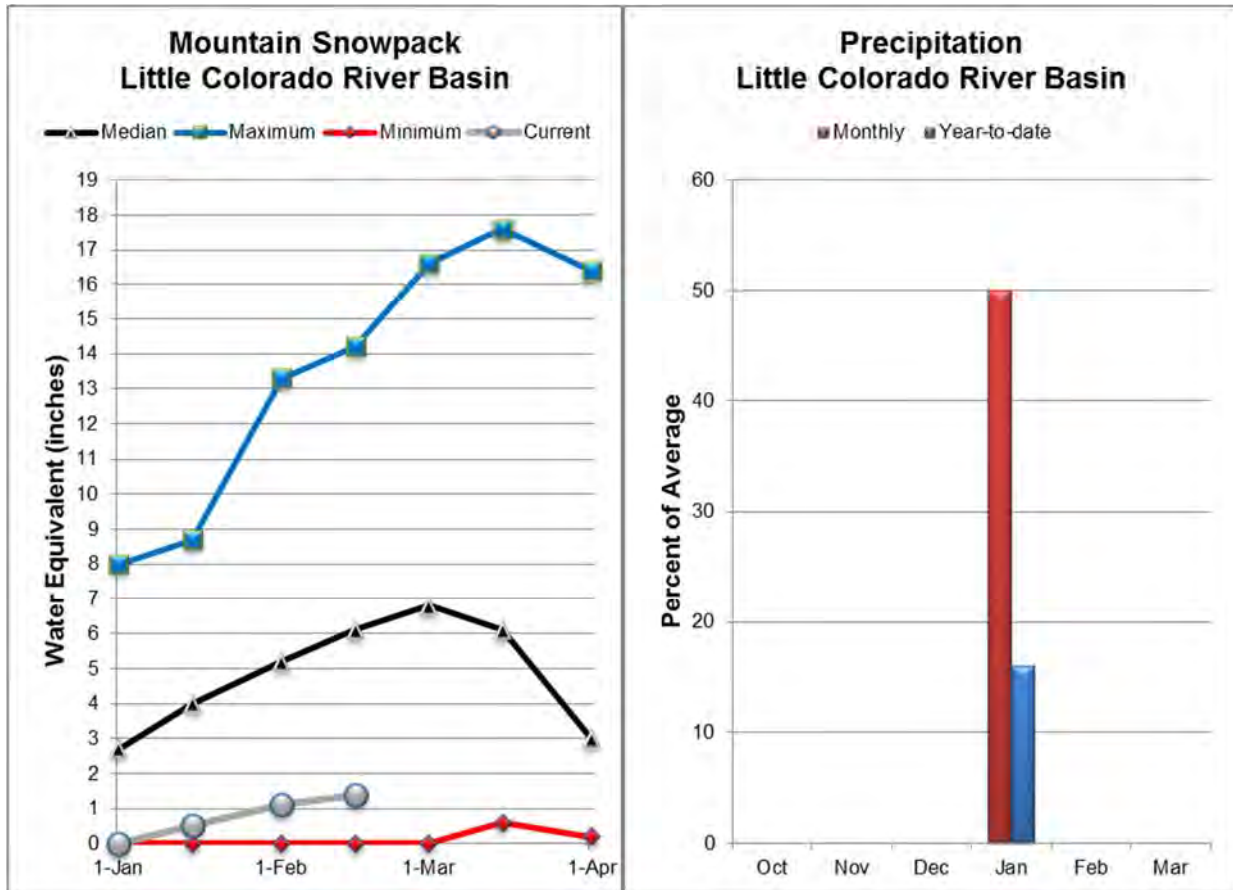 Mountain Snowpack
Little Colorado River Basin
Median Maximum Minimum Current
Water Equivalent (inches)
19
18
17
16
15
14
13
12
11
10
9
8
7
6
5
4
3
2
1
0
1-Jan 1-Feb 1-Mar 1-Apr
Precipitation
Little Colorado River Basin
Monthly Year-to-date
Percent of Average
60
50
40
30
20
10
0
Oct Nov Dec Jan Feb Mar